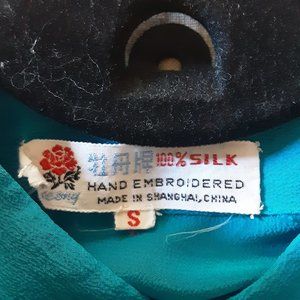 牡丹牌 100% SILK
HAND EMBROIDERED
MADE IN SHANGHAI, CHINA
S